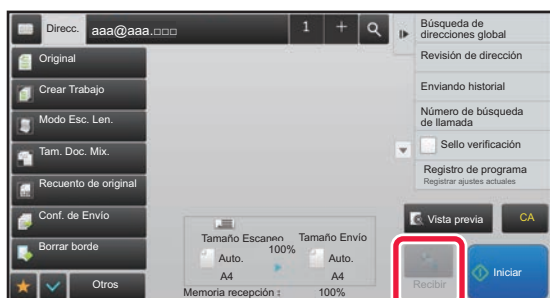 Direcc.
aaa@aaa.□□□
1
+
Original
Crear Trabajo
Modo Esc. Len.
Tam. Doc. Mix.
Recuento de original
Conf. de Envío
Borrar borde
Otros
Tamaño Escaneo
Tamaño Envío
100%
Auto.
Auto.
A4
A4
Memoria recepción :
100%
Búsqueda de
direcciones global
Revisión de dirección
Enviando historial
Número de búsqueda
de llamada
Sello verificación
Registro de programa
Registrar ajustes actuales
Vista previa
CA
Recibir
Iniciar